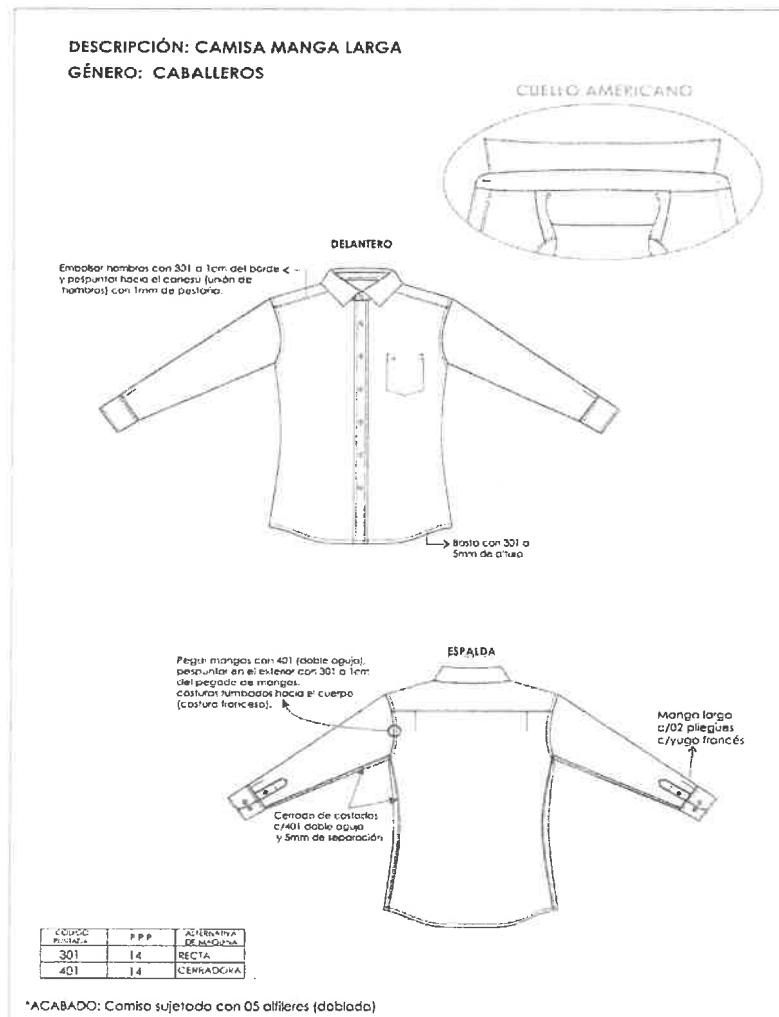 DESCRIPCIÓN: CAMISA MANGA LARGA
GÉNERO: CABALLEROS
CUELLO AMERICANO
DELANTERO
Embolsar hombros con 301 a 1cm del borde
y pespuntar hacia el canesu (unión de
hombros) con 1mm de pestaña.
Basta con 301 a
5mm de altura
ESPALDA
Pegar mangas con 401 (doble aguja),
pespuntar en el exterior con 301 a 1cm
del pegado de mangas.
costuras tumbados hacia el cuerpo
(costura francesa).
Manga larga
c/02 pliegues
c/yugo francés
Cerrado de costados
c/401 doble aguja
y 5mm de separación
CODIGO PUNTADA P.P.P ALTERNATIVA DE MAQUINA
301 14 RECTA
401 14 CERRADORA
*ACABADO: Camisa sujetada con 05 alfileres (doblado)